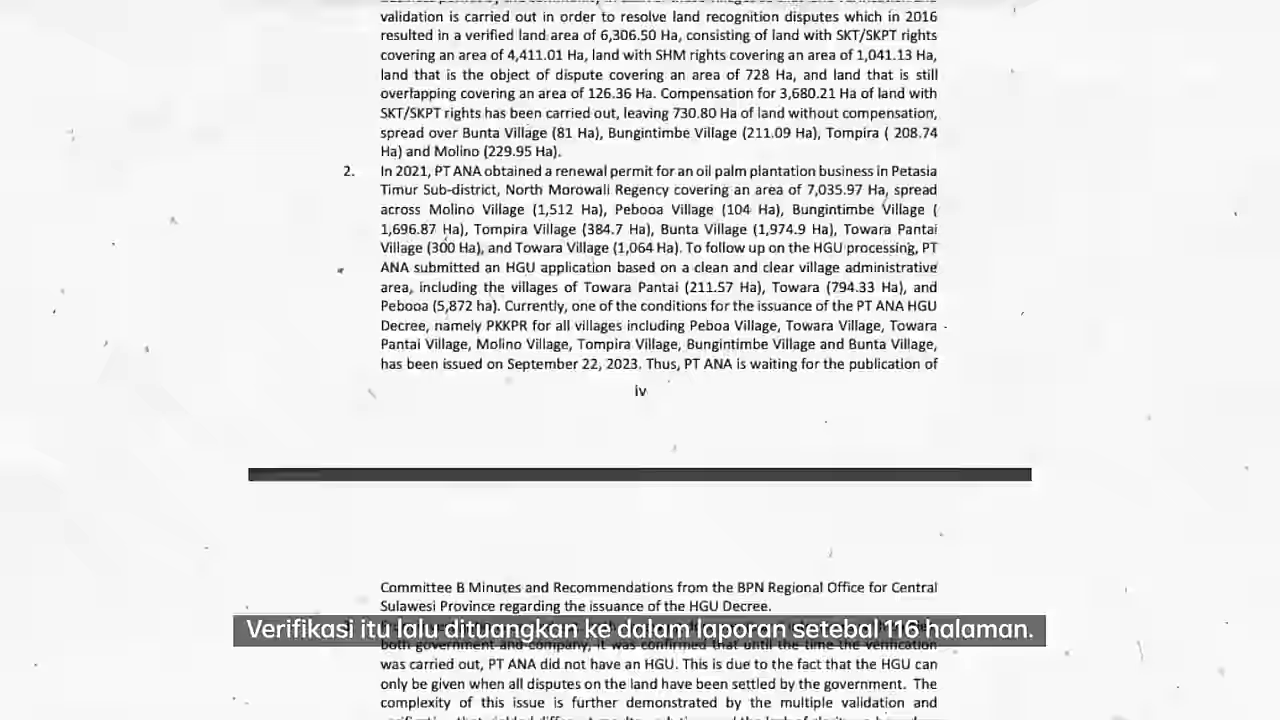 validation is carried out in order to resolve land recognition disputes which in 2016
resulted in a verified land area of 6,306.50 Ha, consisting of land with SKT/SKPT rights
covering an area of 4,411.01 Ha, land with SHM rights covering an area of 1,041.13 Ha,
land that is the object of dispute covering an area of 728 Ha, and land that is still
overlapping covering an area of 126.36 Ha. Compensation for 3,680.21 Ha of land with
SKT/SKPT rights has been carried out, leaving 730.80 Ha of land without compensation,
spread over Bunta Village (81 Ha), Bungintimbe Village (211.09 Ha), Tompira ( 208.74
Ha) and Molino (229.95 Ha).
2. In 2021, PT ANA obtained a renewal permit for an oil palm plantation business in Petasia
Timur Sub-district, North Morowali Regency covering an area of 7,035.97 Ha, spread
across Molino Village (1,512 Ha), Pebooa Village (104 Ha), Bungintimbe Village (
1,696.87 Ha), Tompira Village (384.7 Ha), Bunta Village (1,974.9 Ha), Towara Pantai
Village (300 Ha), and Towara Village (1,064 Ha). To follow up on the HGU processing, PT
ANA submitted an HGU application based on a clean and clear village administrative
area, including the villages of Towara Pantai (211.57 Ha), Towara (794.33 Ha), and
Pebooa (5,872 ha). Currently, one of the conditions for the issuance of the PT ANA HGU
Decree, namely PKKPR for all villages including Peboa Village, Towara Village, Towara
Pantai Village, Molino Village, Tompira Village, Bungintimbe Village and Bunta Village,
has been issued on September 22, 2023. Thus, PT ANA is waiting for the publication of
iv
Committee B Minutes and Recommendations from the BPN Regional Office for Central
Sulawesi Province regarding the issuance of the HGU Decree.
Verifikasi itu lalu dituangkan ke dalam laporan setebal 116 halaman.
both government and company, it was confirmed that until the time the verification
was carried out, PT ANA did not have an HGU. This is due to the fact that the HGU can
only be given when all disputes on the land have been settled by the government. The
complexity of this issue is further demonstrated by the multiple validation and